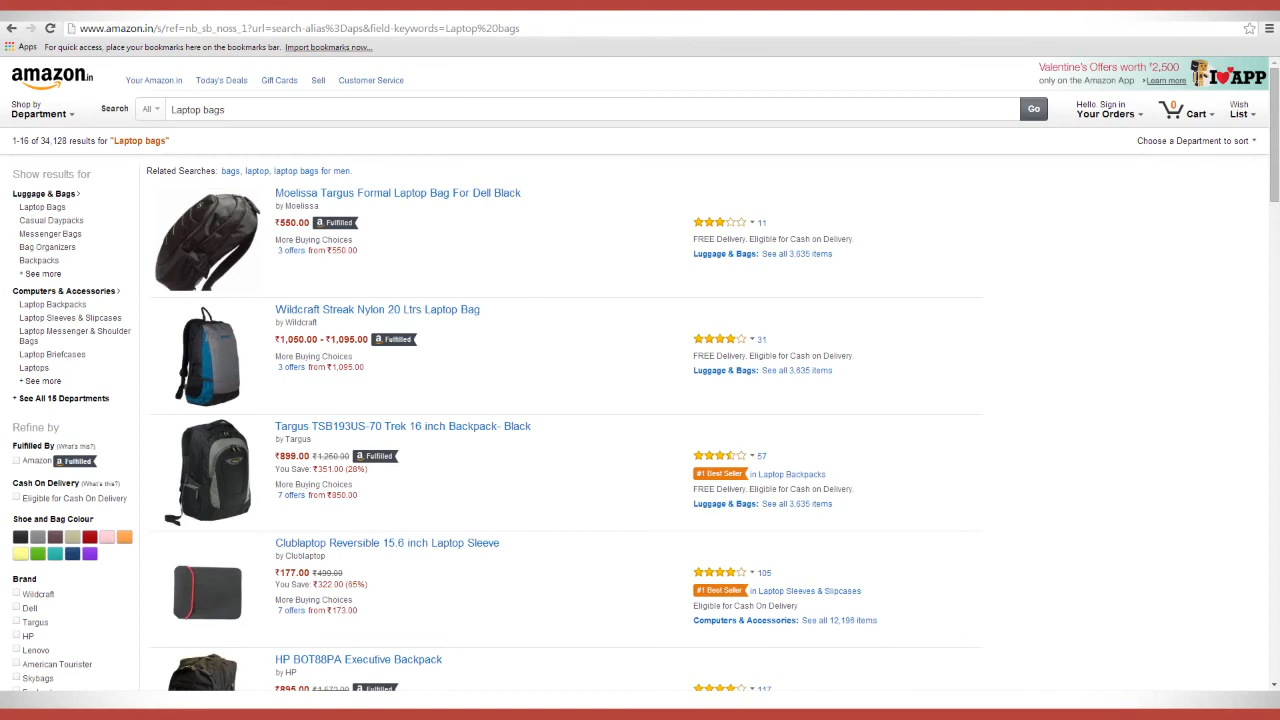 www.amazon.in/s/ref=nb_sb_noss_1?url=search-alias%3Daps&field-keywords=Laptop%20bags
Apps For quick access, place your bookmarks here on the bookmarks bar. Import bookmarks now...
amazon.in
Your Amazon.in Today's Deals Gift Cards Sell Customer Service
Valentine's Offers worth ₹2,500
only on the Amazon App Learn more
I APP
Shop by
Department
Search All Laptop bags Go
Hello. Sign in
Your Orders
0 Cart
Wish
List
1-16 of 34,128 results for "Laptop bags"
Choose a Department to sort
Show results for
Luggage & Bags
Laptop Bags
Casual Daypacks
Messenger Bags
Bag Organizers
Backpacks
+ See more
Computers & Accessories
Laptop Backpacks
Laptop Sleeves & Slipcases
Laptop Messenger & Shoulder
Bags
Laptop Briefcases
Laptops
+ See more
+ See All 15 Departments
Refine by
Fulfilled By (What's this?)
Amazon a Fulfilled
Cash On Delivery (What's this?)
Eligible for Cash On Delivery
Shoe and Bag Colour
Brand
Wildcraft
Dell
Targus
HP
Lenovo
American Tourister
Skybags
Related Searches: bags, laptop, laptop bags for men.
Moelissa Targus Formal Laptop Bag For Dell Black
by Moelissa
₹550.00 a Fulfilled
More Buying Choices
3 offers from ₹550.00
11
FREE Delivery. Eligible for Cash on Delivery.
Luggage & Bags: See all 3,635 items
Wildcraft Streak Nylon 20 Ltrs Laptop Bag
by Wildcraft
₹1,050.00 - ₹1,095.00 a Fulfilled
More Buying Choices
3 offers from ₹1,095.00
31
FREE Delivery. Eligible for Cash on Delivery.
Luggage & Bags: See all 3,635 items
Targus TSB193US-70 Trek 16 inch Backpack- Black
by Targus
₹899.00 ₹1,250.00 a Fulfilled
You Save: ₹351.00 (28%)
More Buying Choices
7 offers from ₹850.00
57
#1 Best Seller in Laptop Backpacks
FREE Delivery. Eligible for Cash on Delivery.
Luggage & Bags: See all 3,635 items
Clublaptop Reversible 15.6 inch Laptop Sleeve
by Clublaptop
₹177.00 ₹499.00
You Save: ₹322.00 (65%)
More Buying Choices
7 offers from ₹173.00
105
#1 Best Seller in Laptop Sleeves & Slipcases
Eligible for Cash On Delivery
Computers & Accessories: See all 12,196 items
HP BOT88PA Executive Backpack
by HP
₹895.00 a Fulfilled
117